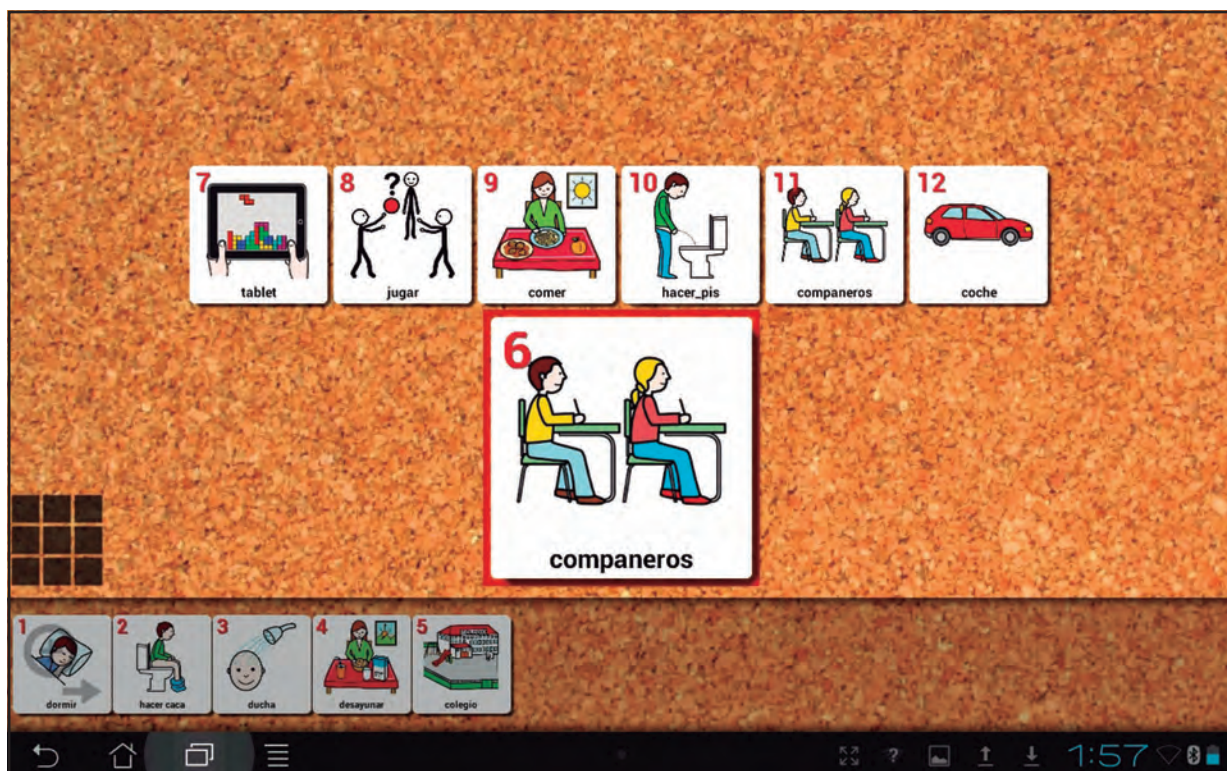 7 8 9 10 11 12
? 
tablet jugar comer hacer_pis companeros coche
6
companeros
1 2 3 4 5
dormir hacer caca ducha desayunar colegio
? 1:57